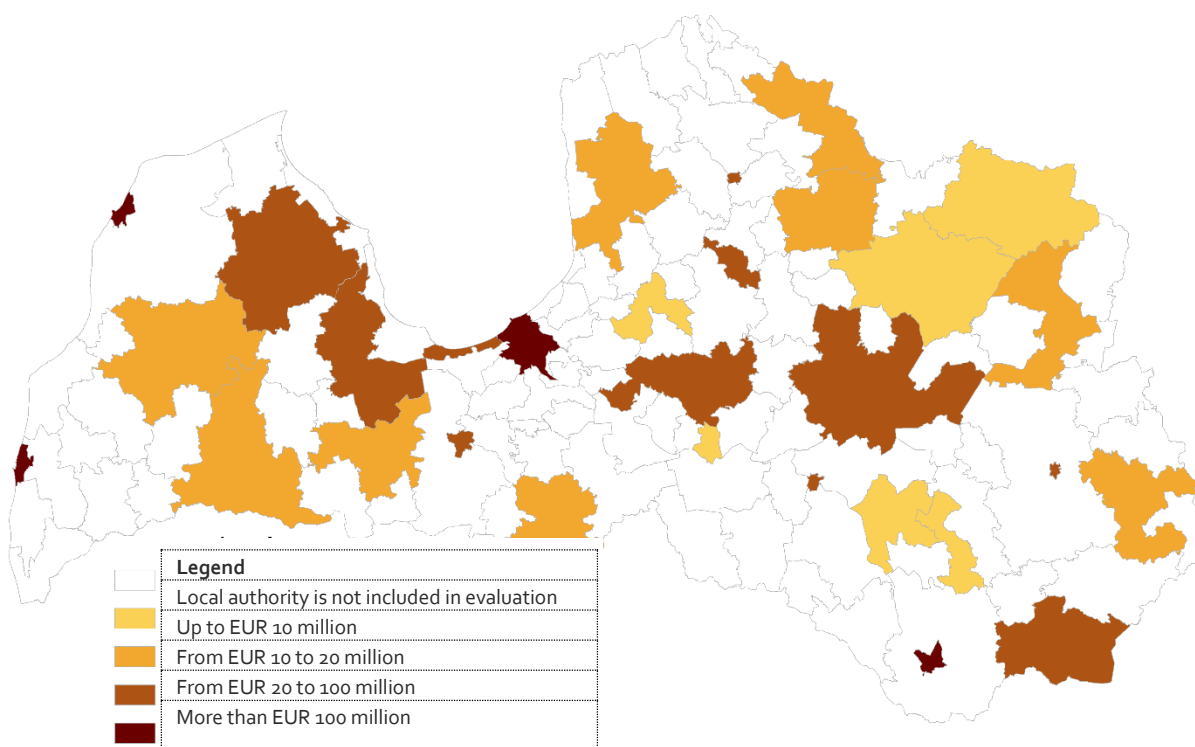 Legend
Local authority is not included in evaluation
Up to EUR 10 million
From EUR 10 to 20 million
From EUR 20 to 100 million
More than EUR 100 million